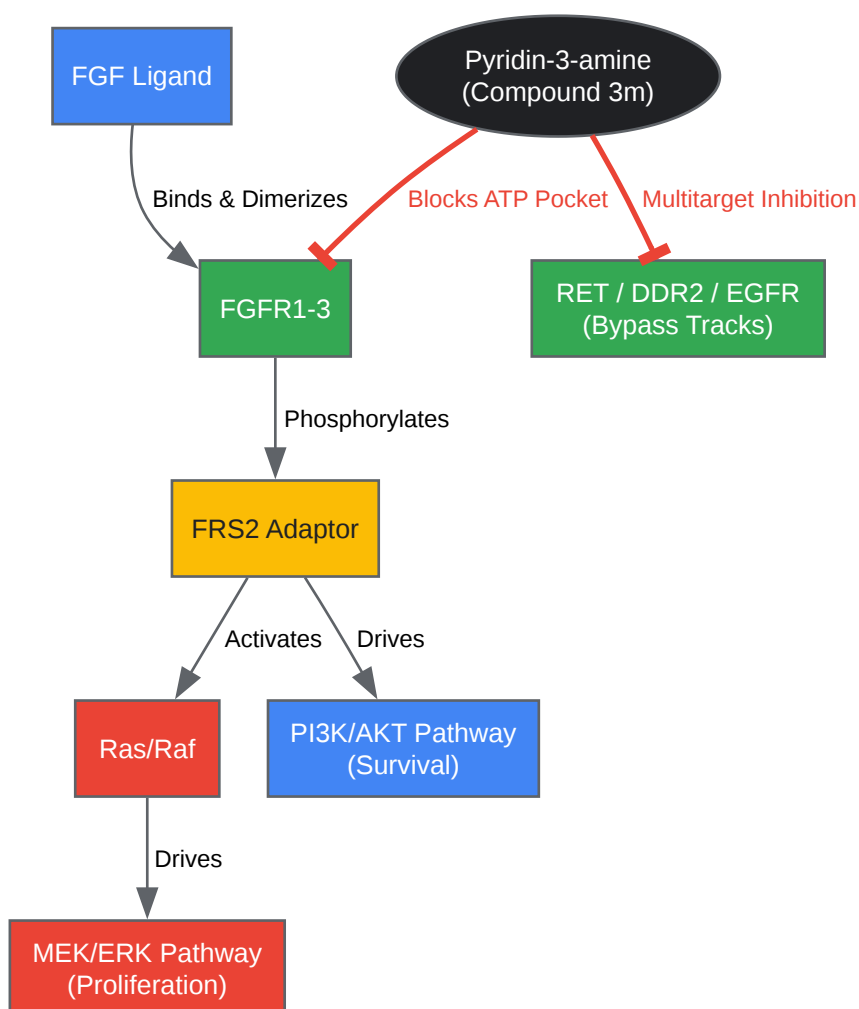 FGF Ligand
Pyridin-3-amine
(Compound 3m)
Binds & Dimerizes
Blocks ATP Pocket
Multitarget Inhibition
FGFR1-3
RET / DDR2 / EGFR
(Bypass Tracks)
Phosphorylates
FRS2 Adaptor
Activates
Drives
Ras/Raf
PI3K/AKT Pathway
(Survival)
Drives
MEK/ERK Pathway
(Proliferation)